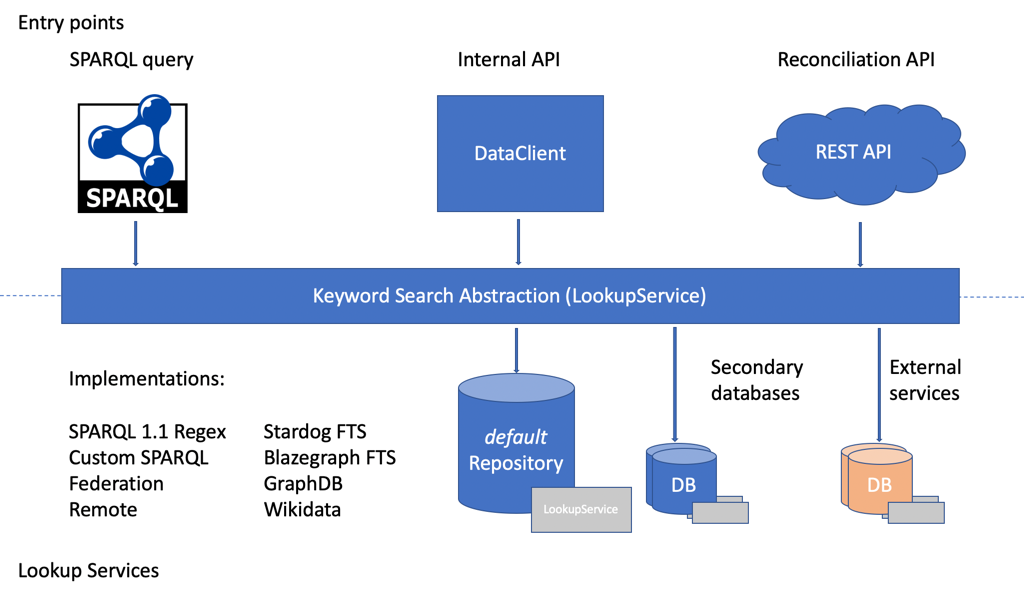 Entry points
SPARQL query
Internal API
Reconciliation API
SPARQL
DataClient
REST API
Keyword Search Abstraction (LookupService)
Implementations:
SPARQL 1.1 Regex
Custom SPARQL
Federation
Remote
Stardog FTS
Blazegraph FTS
GraphDB
Wikidata
default
Repository
LookupService
Secondary
databases
DB
External
services
DB
Lookup Services